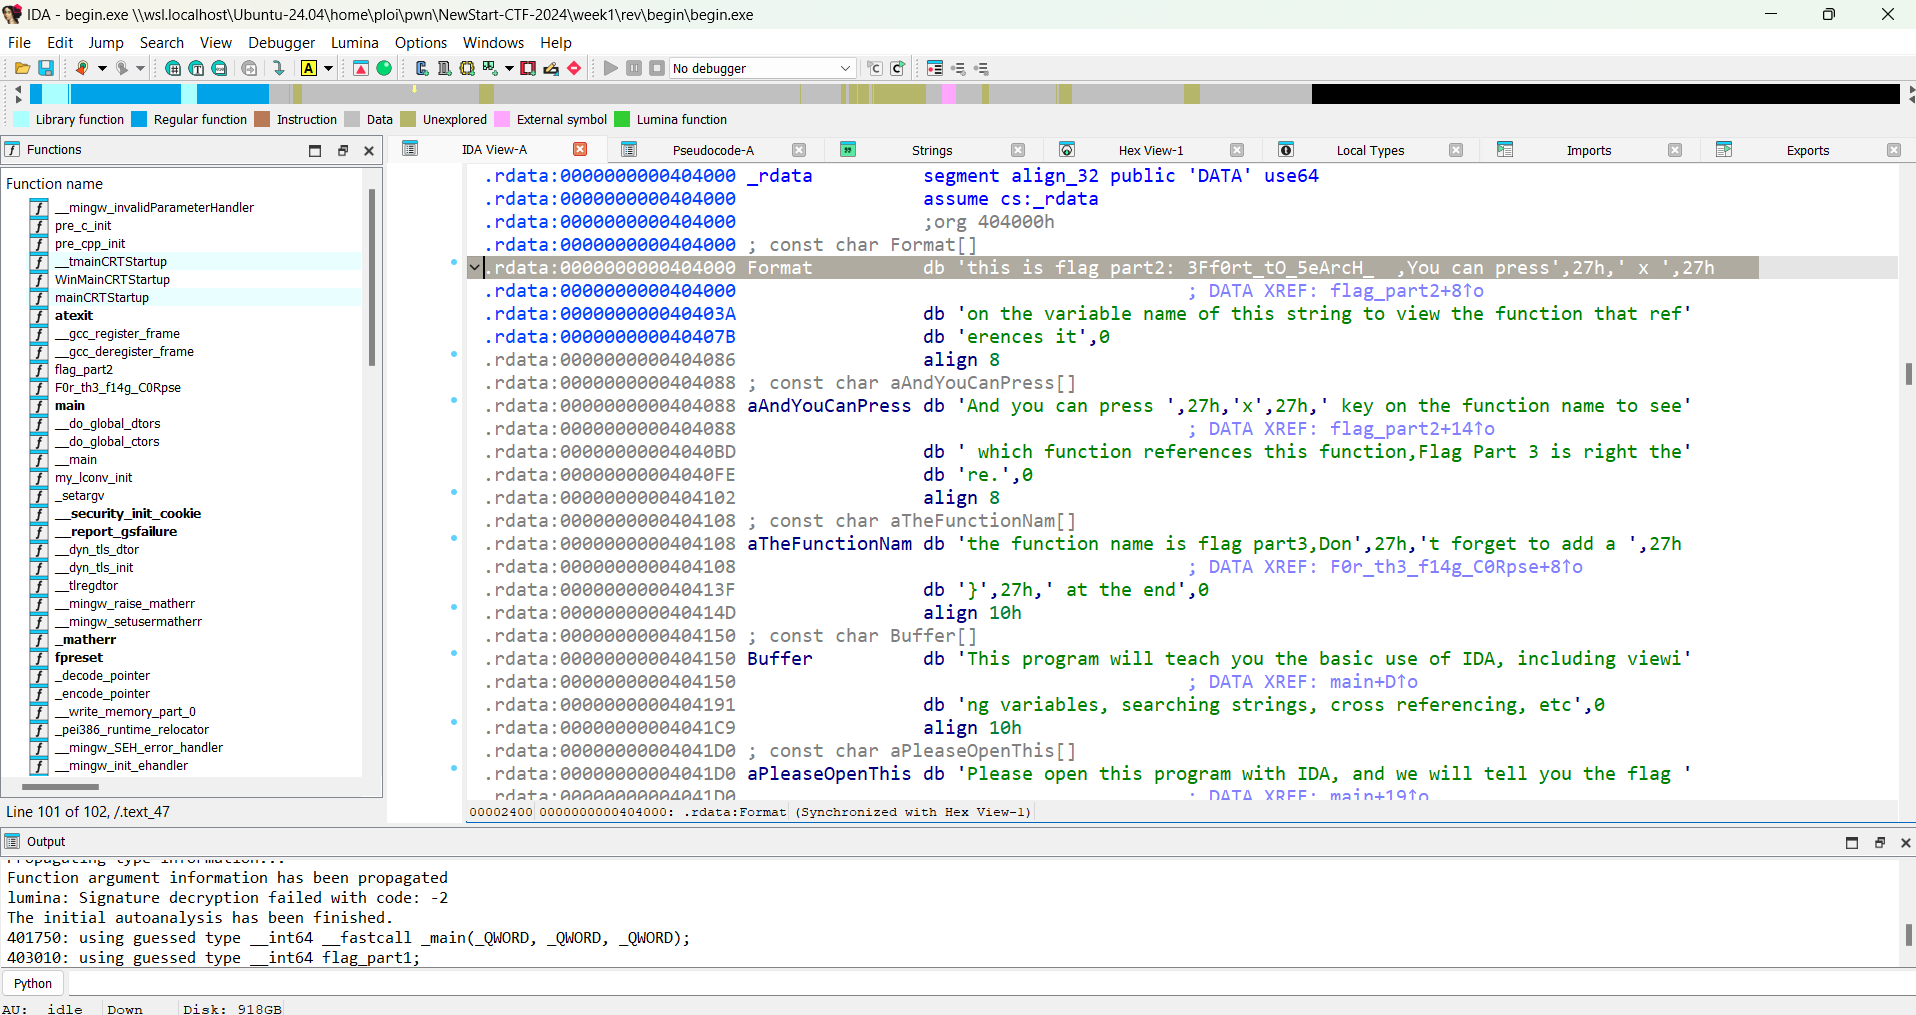 IDA - begin.exe \\wsl.localhost\Ubuntu-24.04\home\ploi\pwn\NewStart-CTF-2024\week1\rev\begin\begin.exe
File Edit Jump Search View Debugger Lumina Options Windows Help
No debugger
Library function Regular function Instruction Data Unexplored External symbol Lumina function
Functions
IDA View-A Pseudocode-A Strings Hex View-1 Local Types Imports Exports
Function name
__mingw_invalidParameterHandler
pre_c_init
pre_cpp_init
__tmainCRTStartup
WinMainCRTStartup
mainCRTStartup
atexit
__gcc_register_frame
__gcc_deregister_frame
flag_part2
F0r_th3_f14g_C0Rpse
main
__do_global_dtors
__do_global_ctors
__main
my_lconv_init
_setargv
__security_init_cookie
__report_gsfailure
__dyn_tls_dtor
__dyn_tls_init
__tlregdtor
__mingw_raise_matherr
__mingw_setusermatherr
_matherr
fpreset
_decode_pointer
_encode_pointer
__write_memory_part_0
_pei386_runtime_relocator
__mingw_SEH_error_handler
__mingw_init_ehandler
Line 101 of 102, /.text_47
.rdata:0000000000404000 _rdata segment align_32 public 'DATA' use64
.rdata:0000000000404000 assume cs:_rdata
.rdata:0000000000404000 ;org 404000h
.rdata:0000000000404000 ; const char Format[]
.rdata:0000000000404000 Format db 'this is flag part2: 3Ff0rt_tO_5eArcH_  ,You can press',27h,' x ',27h
.rdata:0000000000404000 ; DATA XREF: flag_part2+8↑o
.rdata:000000000040403A db 'on the variable name of this string to view the function that ref'
.rdata:000000000040407B db 'erences it',0
.rdata:0000000000404086 align 8
.rdata:0000000000404088 ; const char aAndYouCanPress[]
.rdata:0000000000404088 aAndYouCanPress db 'And you can press ',27h,'x',27h,' key on the function name to see'
.rdata:0000000000404088 ; DATA XREF: flag_part2+14↑o
.rdata:00000000004040BD db ' which function references this function,Flag Part 3 is right the'
.rdata:00000000004040FE db 're.',0
.rdata:0000000000404102 align 8
.rdata:0000000000404108 ; const char aTheFunctionNam[]
.rdata:0000000000404108 aTheFunctionNam db 'the function name is flag part3,Don',27h,'t forget to add a ',27h
.rdata:0000000000404108 ; DATA XREF: F0r_th3_f14g_C0Rpse+8↑o
.rdata:000000000040413F db '}',27h,' at the end',0
.rdata:000000000040414D align 10h
.rdata:0000000000404150 ; const char Buffer[]
.rdata:0000000000404150 Buffer db 'This program will teach you the basic use of IDA, including viewi'
.rdata:0000000000404150 ; DATA XREF: main+D↑o
.rdata:0000000000404191 db 'ng variables, searching strings, cross referencing, etc',0
.rdata:00000000004041C9 align 10h
.rdata:00000000004041D0 ; const char aPleaseOpenThis[]
.rdata:00000000004041D0 aPleaseOpenThis db 'Please open this program with IDA, and we will tell you the flag '
.rdata:00000000004041D0 ; DATA XREF: main+19↑o
00002400 0000000000404000: .rdata:Format (Synchronized with Hex View-1)
Output
Propagating type information...
Function argument information has been propagated
lumina: Signature decryption failed with code: -2
The initial autoanalysis has been finished.
401750: using guessed type __int64 __fastcall _main(_QWORD, _QWORD, _QWORD);
403010: using guessed type __int64 flag_part1;
Python
AU: idle Down Disk: 918GB